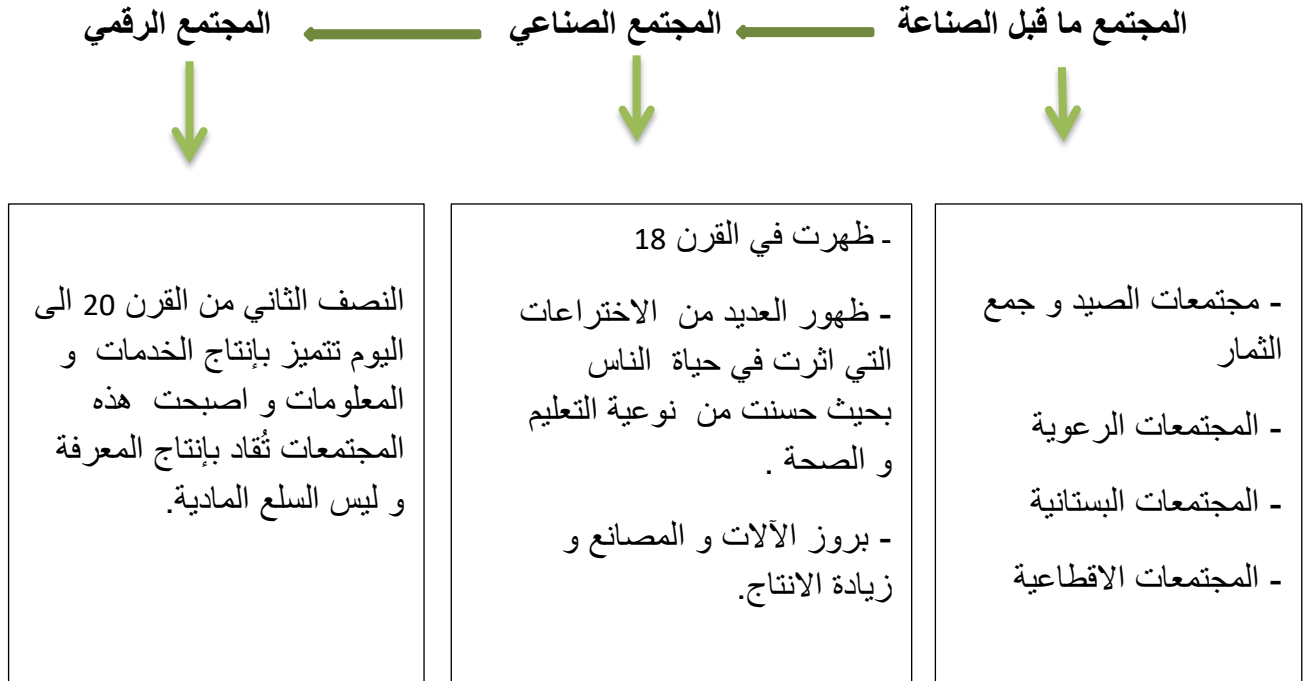 المجتمع ما قبل الصناعة
المجتمع الصناعي
المجتمع الرقمي
- مجتمعات الصيد و جمع
الثمار
- المجتمعات الرعوية
- المجتمعات البستانية
- المجتمعات الاقطاعية
- ظهرت في القرن 18
- ظهور العديد من الاختراعات
التي اثرت في حياة الناس
بحيث حسنت من نوعية التعليم
و الصحة .
- بروز الآلات و المصانع و
زيادة الانتاج.
النصف الثاني من القرن 20 الى
اليوم تتميز بإنتاج الخدمات و
المعلومات و اصبحت هذه
المجتمعات تُقاد بإنتاج المعرفة
و ليس السلع المادية.